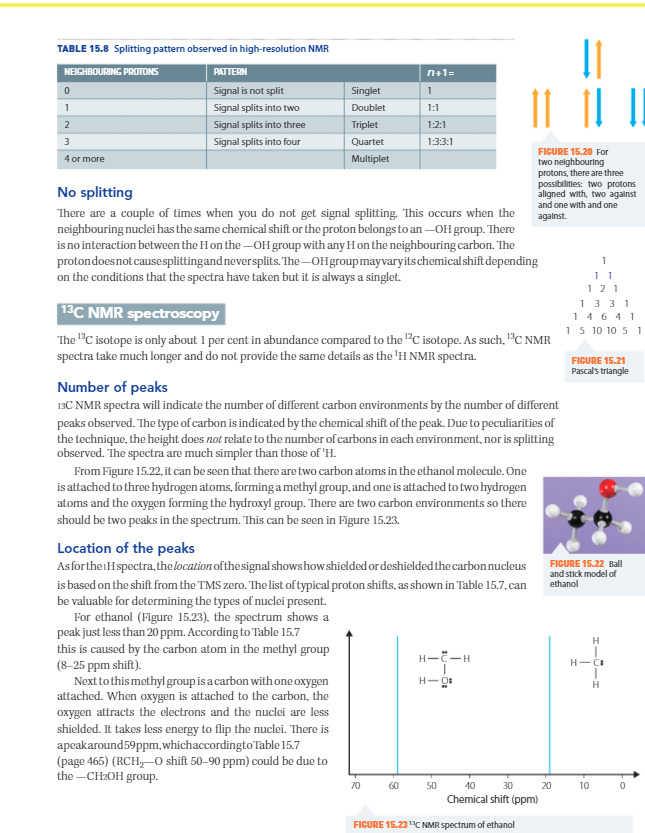 TABLE 15.8 Splitting pattern observed in high-resolution NMR
NEIGHBOURING PROTONS PATTERN n+1=
0 Signal is not split Singlet 1
1 Signal splits into two Doublet 1:1
2 Signal splits into three Triplet 1:2:1
3 Signal splits into four Quartet 1:3:3:1
4 or more Multiplet
FIGURE 15.20 For
two neighbouring
protons, there are three
possibilities: two protons
aligned with, two against
and one with and one
against.
No splitting
There are a couple of times when you do not get signal splitting. This occurs when the
neighbouring nuclei has the same chemical shift or the proton belongs to an —OH group. There
is no interaction between the H on the —OH group with any H on the neighbouring carbon. The
proton does not cause splitting and never splits. The —OH group may vary its chemical shift depending
on the conditions that the spectra have taken but it is always a singlet.
1
1 1
1 2 1
1 3 3 1
1 4 6 4 1
1 5 10 10 5 1
FIGURE 15.21
Pascal's triangle
¹³C NMR spectroscopy
The ¹³C isotope is only about 1 per cent in abundance compared to the ¹²C isotope. As such, ¹³C NMR
spectra take much longer and do not provide the same details as the ¹H NMR spectra.
Number of peaks
13C NMR spectra will indicate the number of different carbon environments by the number of different
peaks observed. The type of carbon is indicated by the chemical shift of the peak. Due to peculiarities of
the technique, the height does not relate to the number of carbons in each environment, nor is splitting
observed. The spectra are much simpler than those of ¹H.
From Figure 15.22, it can be seen that there are two carbon atoms in the ethanol molecule. One
is attached to three hydrogen atoms, forming a methyl group, and one is attached to two hydrogen
atoms and the oxygen forming the hydroxyl group. There are two carbon environments so there
should be two peaks in the spectrum. This can be seen in Figure 15.23.
FIGURE 15.22 Ball
and stick model of
ethanol
Location of the peaks
As for the 1H spectra, the location of the signal shows how shielded or deshielded the carbon nucleus
is based on the shift from the TMS zero. The list of typical proton shifts, as shown in Table 15.7, can
be valuable for determining the types of nuclei present.
For ethanol (Figure 15.23), the spectrum shows a
peak just less than 20 ppm. According to Table 15.7
this is caused by the carbon atom in the methyl group
(8–25 ppm shift).
Next to this methyl group is a carbon with one oxygen
attached. When oxygen is attached to the carbon, the
oxygen attracts the electrons and the nuclei are less
shielded. It takes less energy to flip the nuclei. There is
a peak around 59 ppm, which according to Table 15.7
(page 465) (RCH₂—O shift 50–90 ppm) could be due to
the —CH2OH group.
H—C—H
H—O
H
H—C
H
70 60 50 40 30 20 10 0
Chemical shift (ppm)
FIGURE 15.23 ¹³C NMR spectrum of ethanol